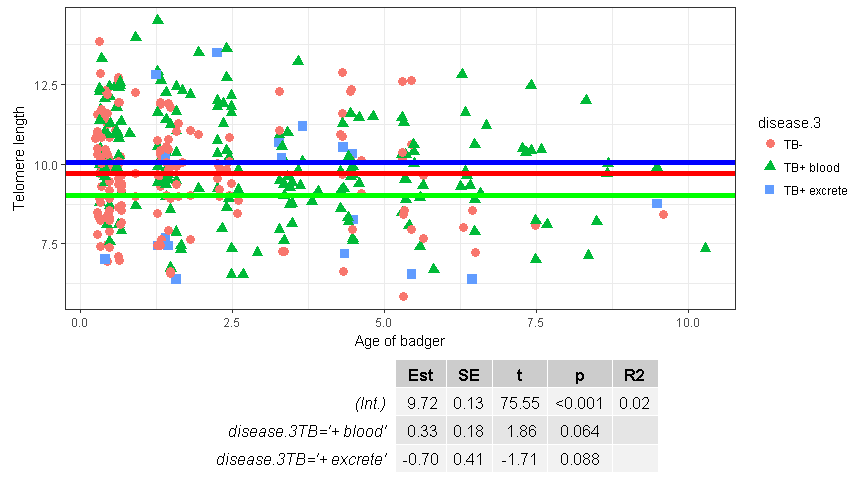 Telomere length
12.5
10.0
7.5
0.0 2.5 5.0 7.5 10.0
Age of badger
disease.3
TB-
TB+ blood
TB+ excrete
Est SE t p R2
(Int.) 9.72 0.13 75.55 <0.001 0.02
disease.3TB='+ blood' 0.33 0.18 1.86 0.064
disease.3TB='+ excrete' -0.70 0.41 -1.71 0.088